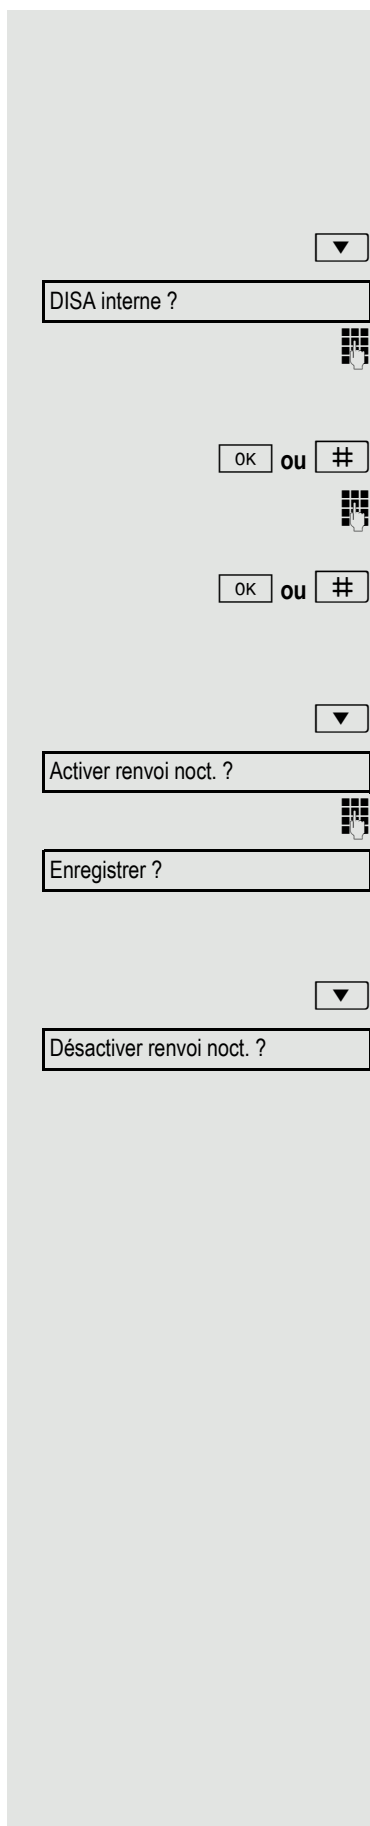 DISA interne ?
OK ou #
OK ou #
Activer renvoi noct. ?
Enregistrer ?
Désactiver renvoi noct. ?